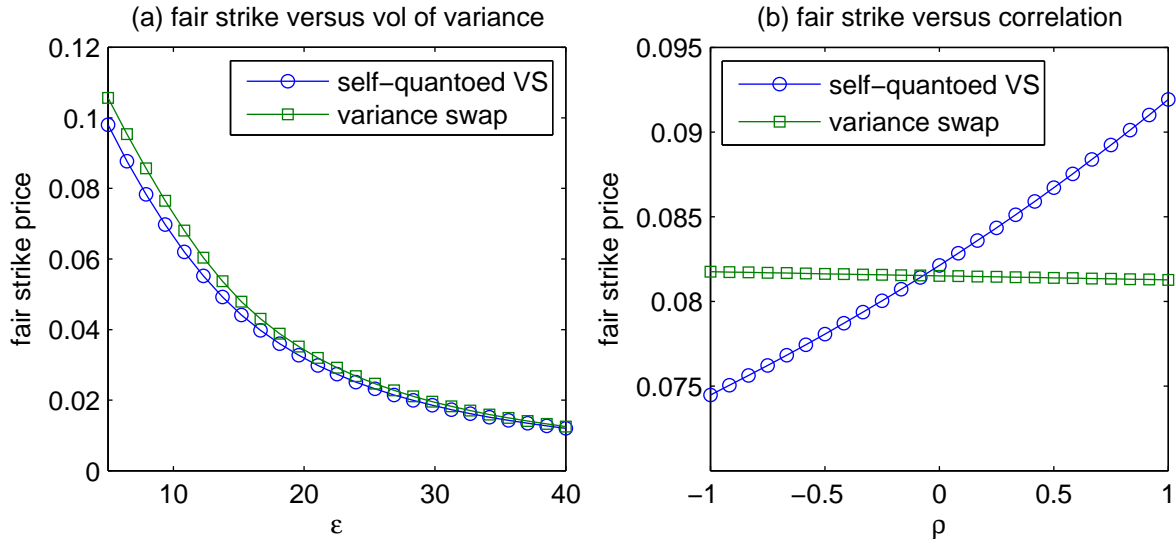 (a) fair strike versus vol of variance
0.12
0.1
0.08
0.06
0.04
0.02
0
fair strike price
self−quantoed VS
variance swap
10
20
30
40
ε
(b) fair strike versus correlation
0.095
0.09
0.085
0.08
0.075
fair strike price
self−quantoed VS
variance swap
−1
−0.5
0
0.5
1
ρ